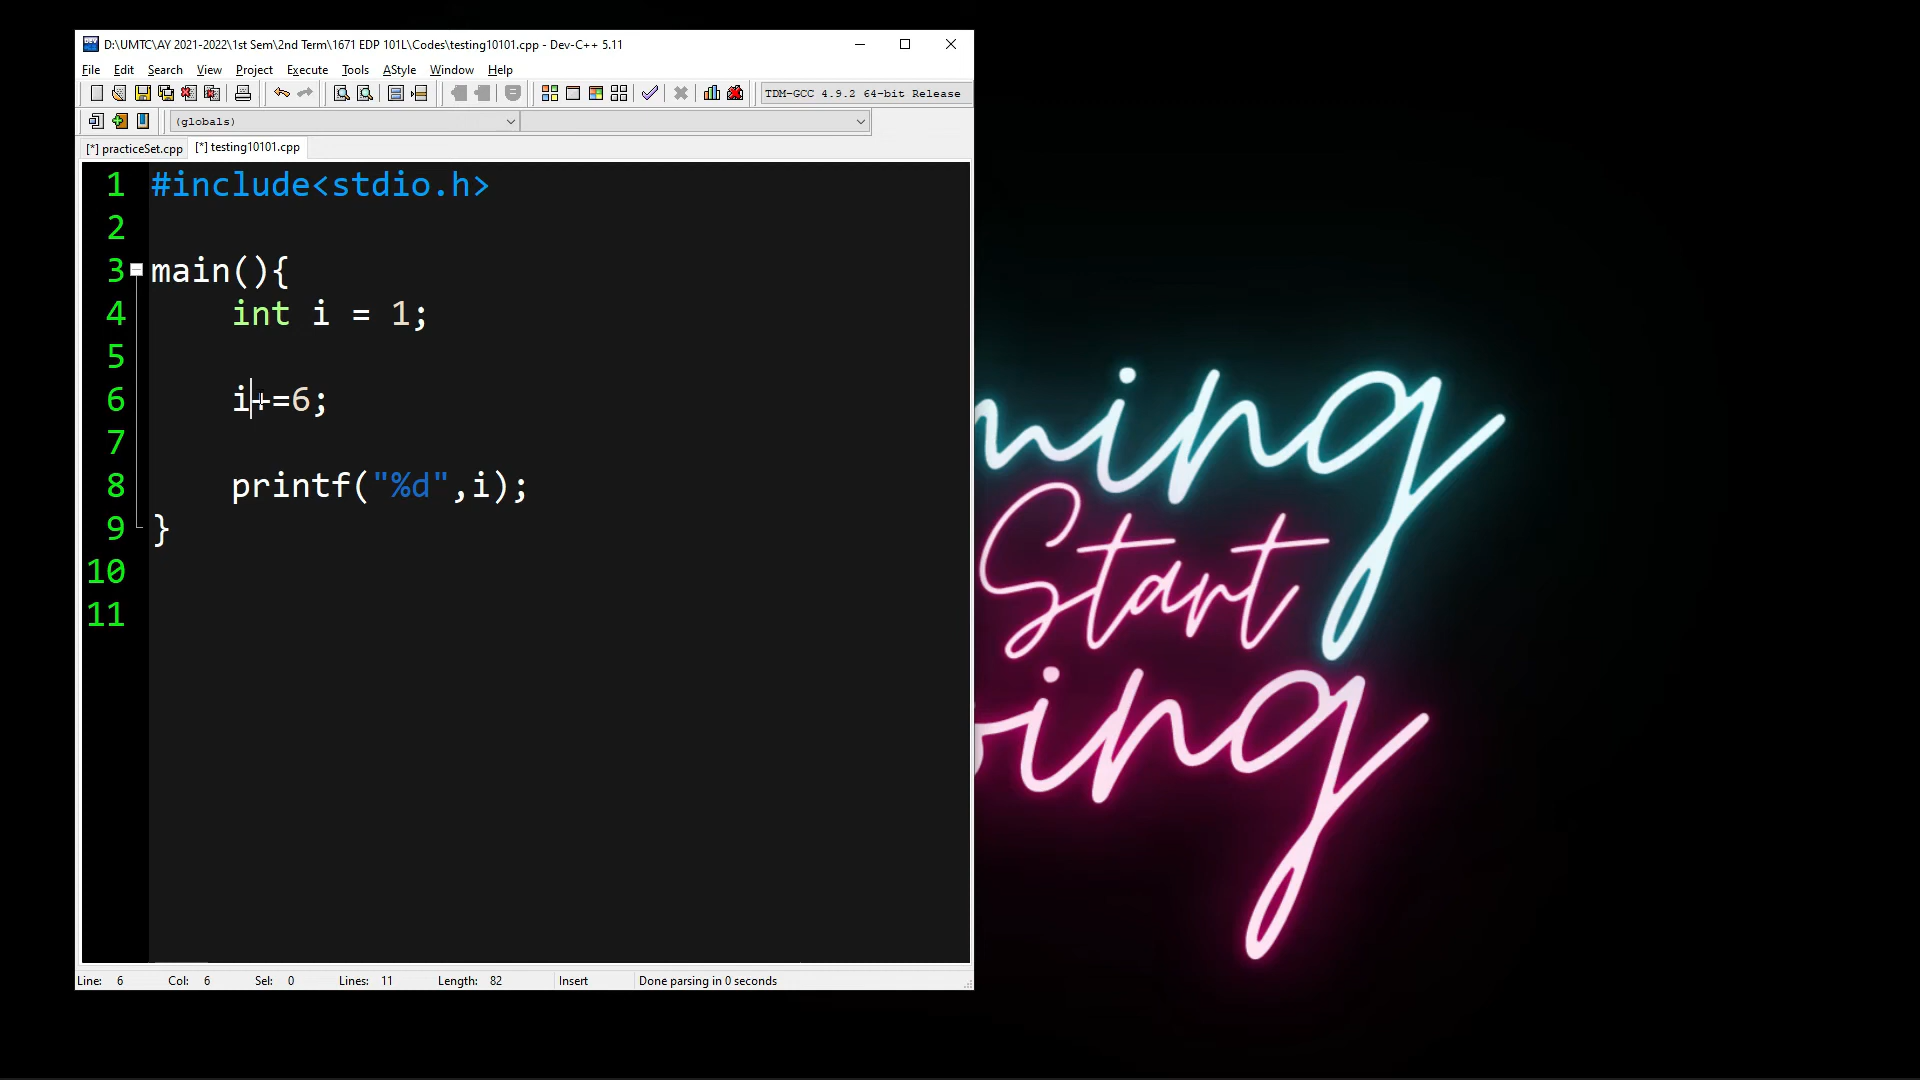 D:\UMTC\AY 2021-2022\1st Sem\2nd Term\1671 EDP 101L\Codes\testing10101.cpp - Dev-C++ 5.11
File Edit Search View Project Execute Tools AStyle Window Help
TDM-GCC 4.9.2 64-bit Release
(globals)
[*] practiceSet.cpp [*] testing10101.cpp
1 #include<stdio.h>
2
3 main(){
4 int i = 1;
5
6 i+=6;
7
8 printf("%d",i);
9 }
10
11
ning
Start
ing
Line: 6 Col: 6 Sel: 0 Lines: 11 Length: 82 Insert Done parsing in 0 seconds